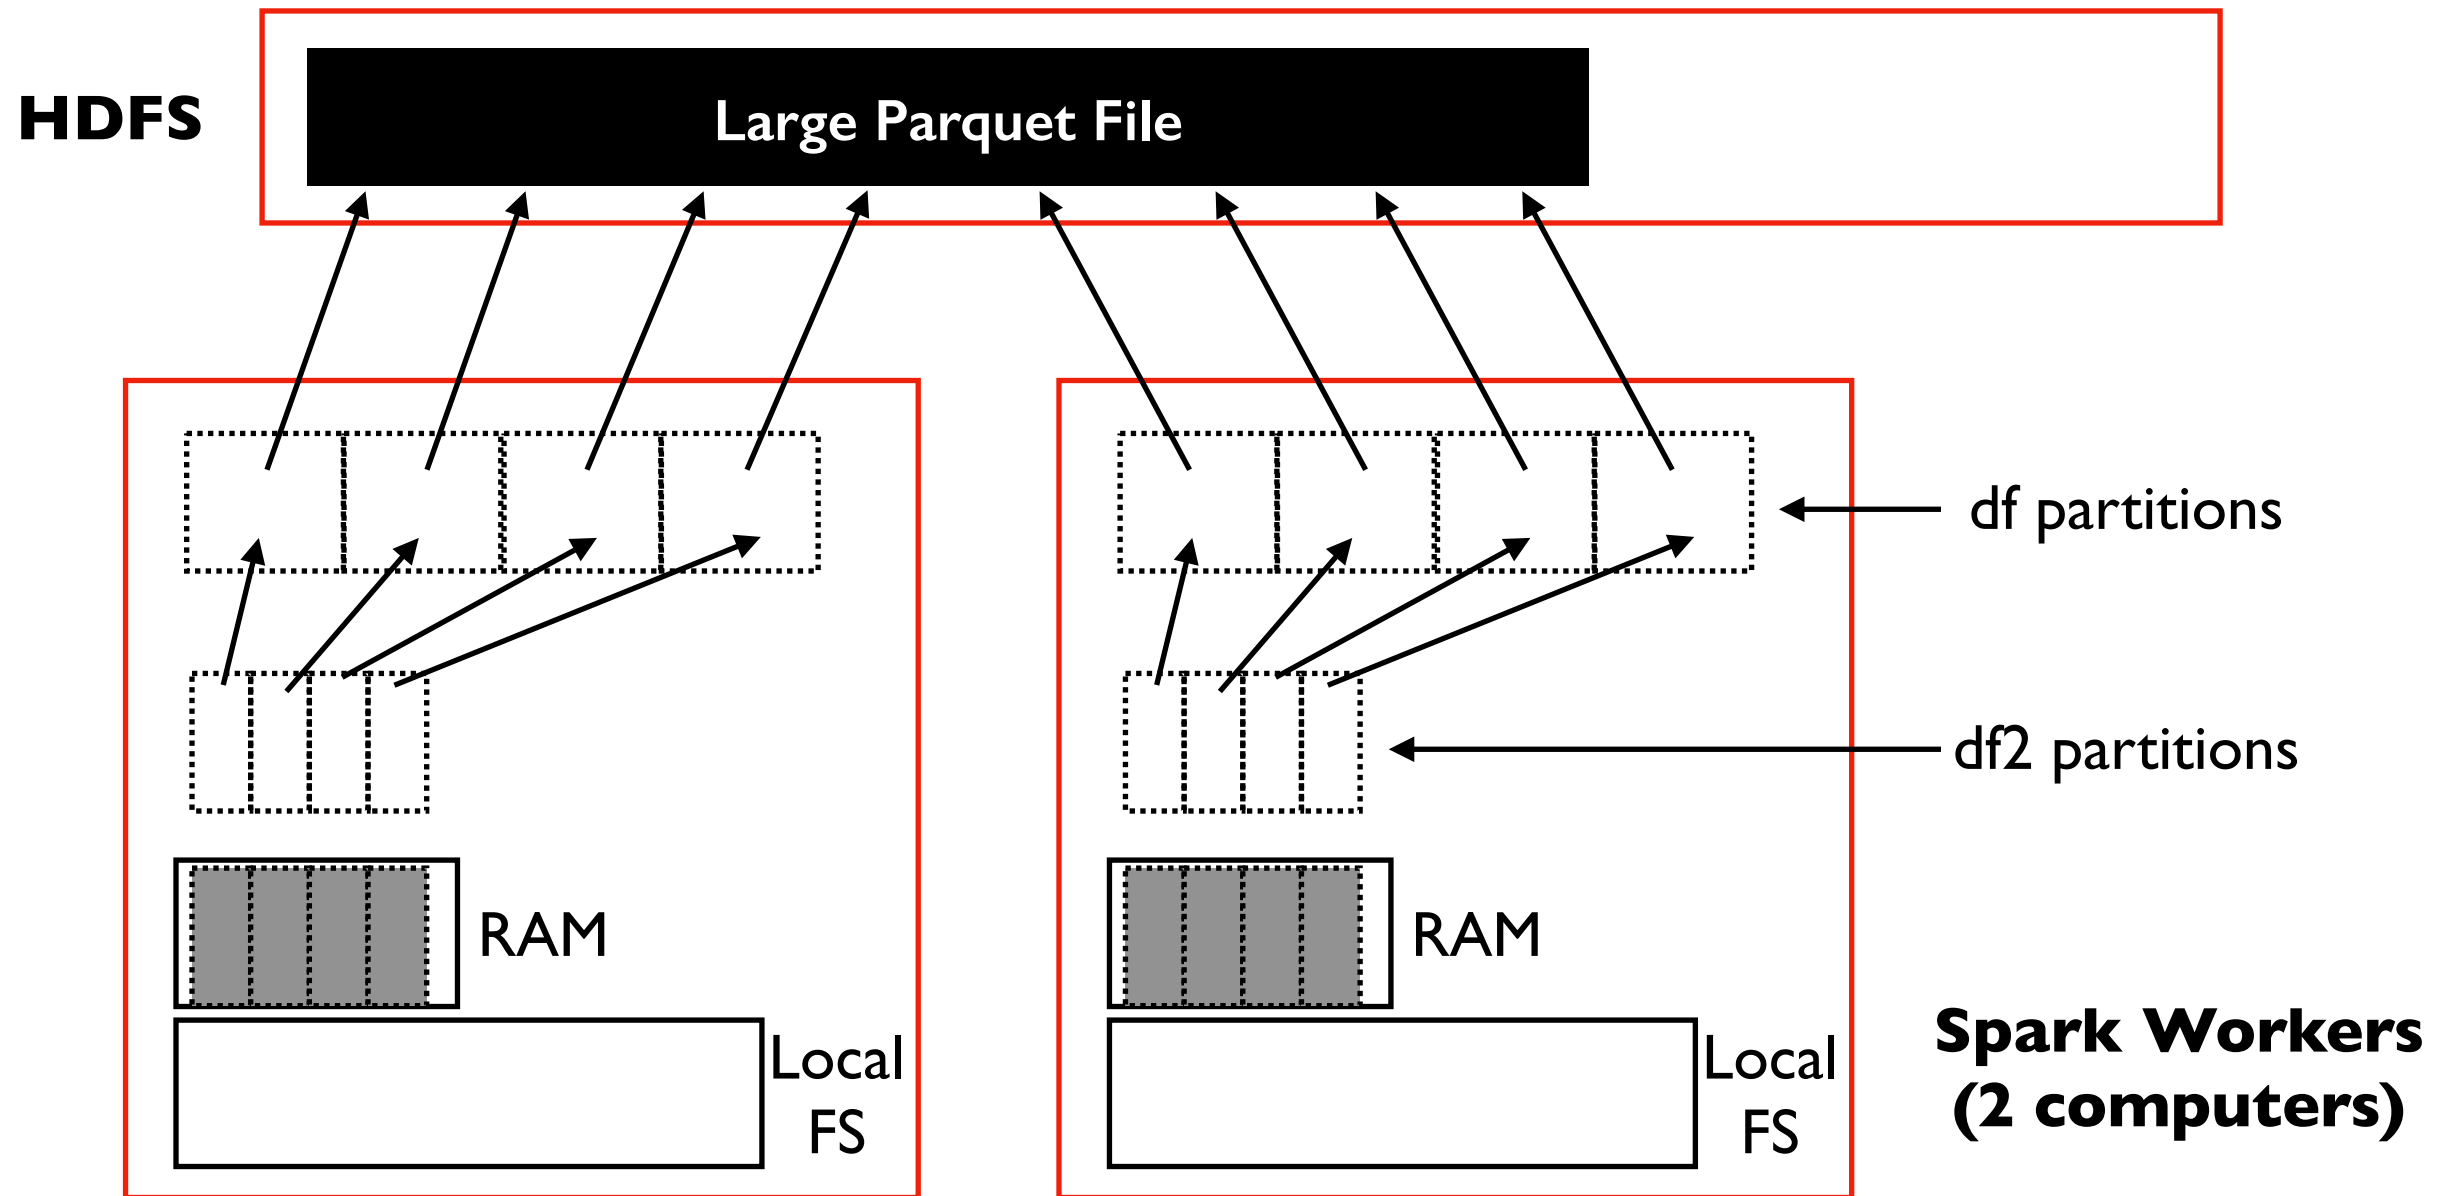 HDFS
Large Parquet File
df partitions
df2 partitions
RAM
RAM
Local
FS
Local
FS
Spark Workers
(2 computers)